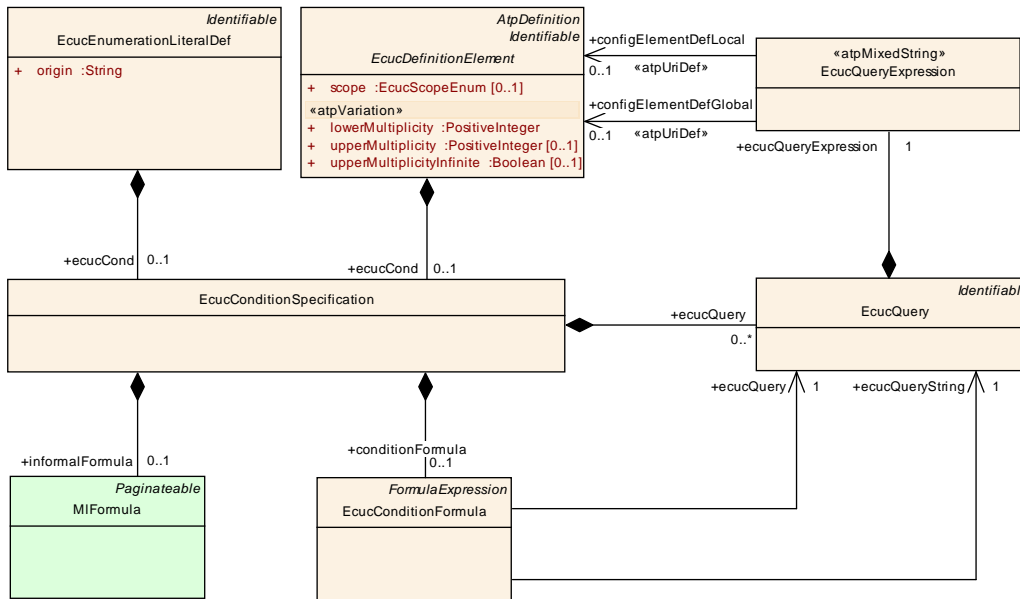 Identifiable
EcucEnumerationLiteralDef
+ origin :String
AtpDefinition
Identifiable
EcucDefinitionElement
+ scope :EcucScopeEnum [0..1]
«atpVariation»
+ lowerMultiplicity :PositiveInteger
+ upperMultiplicity :PositiveInteger [0..1]
+ upperMultiplicityInfinite :Boolean [0..1]
+configElementDefLocal
0..1 «atpUriDef»
+configElementDefGlobal
0..1 «atpUriDef»
«atpMixedString»
EcucQueryExpression
+ecucQueryExpression 1
+ecucCond 0..1
+ecucCond 0..1
EcucConditionSpecification
+ecucQuery
0..*
Identifiable
EcucQuery
+ecucQuery 1
+ecucQueryString 1
+informalFormula 0..1
+conditionFormula
0..1
Paginateable
MlFormula
FormulaExpression
EcucConditionFormula